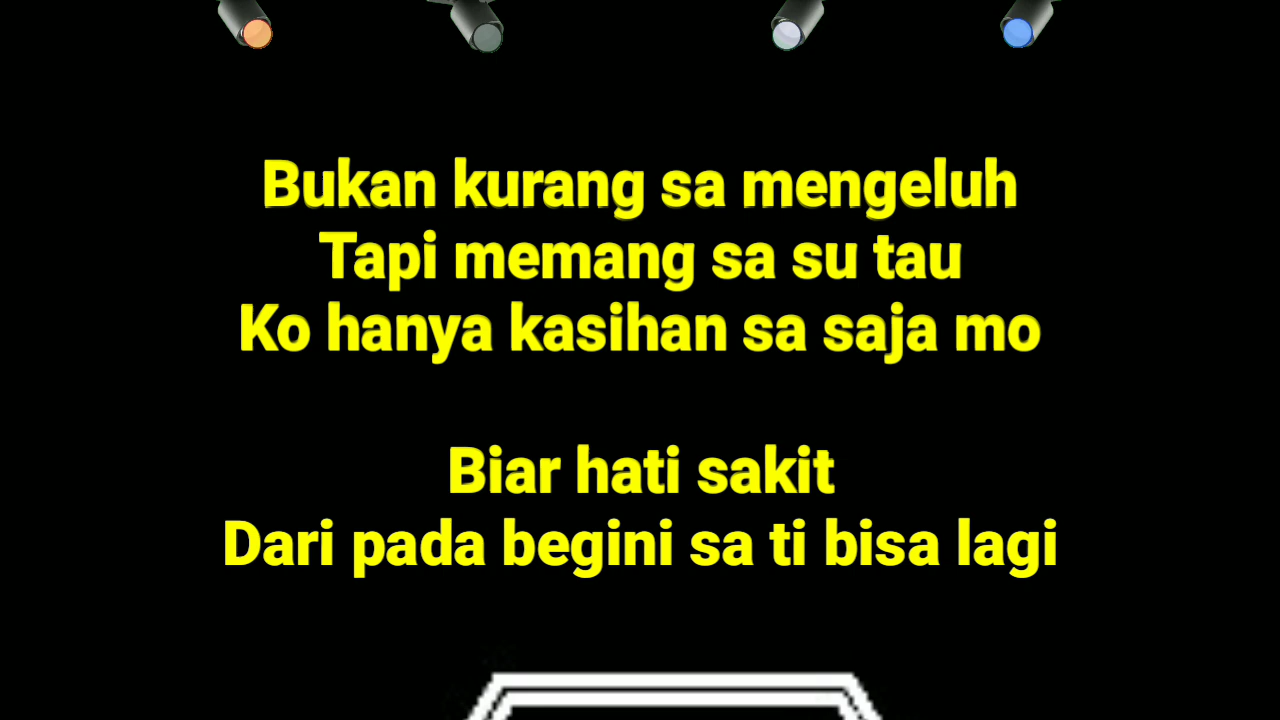 Bukan kurang sa mengeluh
Tapi memang sa su tau
Ko hanya kasihan sa saja mo
Biar hati sakit
Dari pada begini sa ti bisa lagi